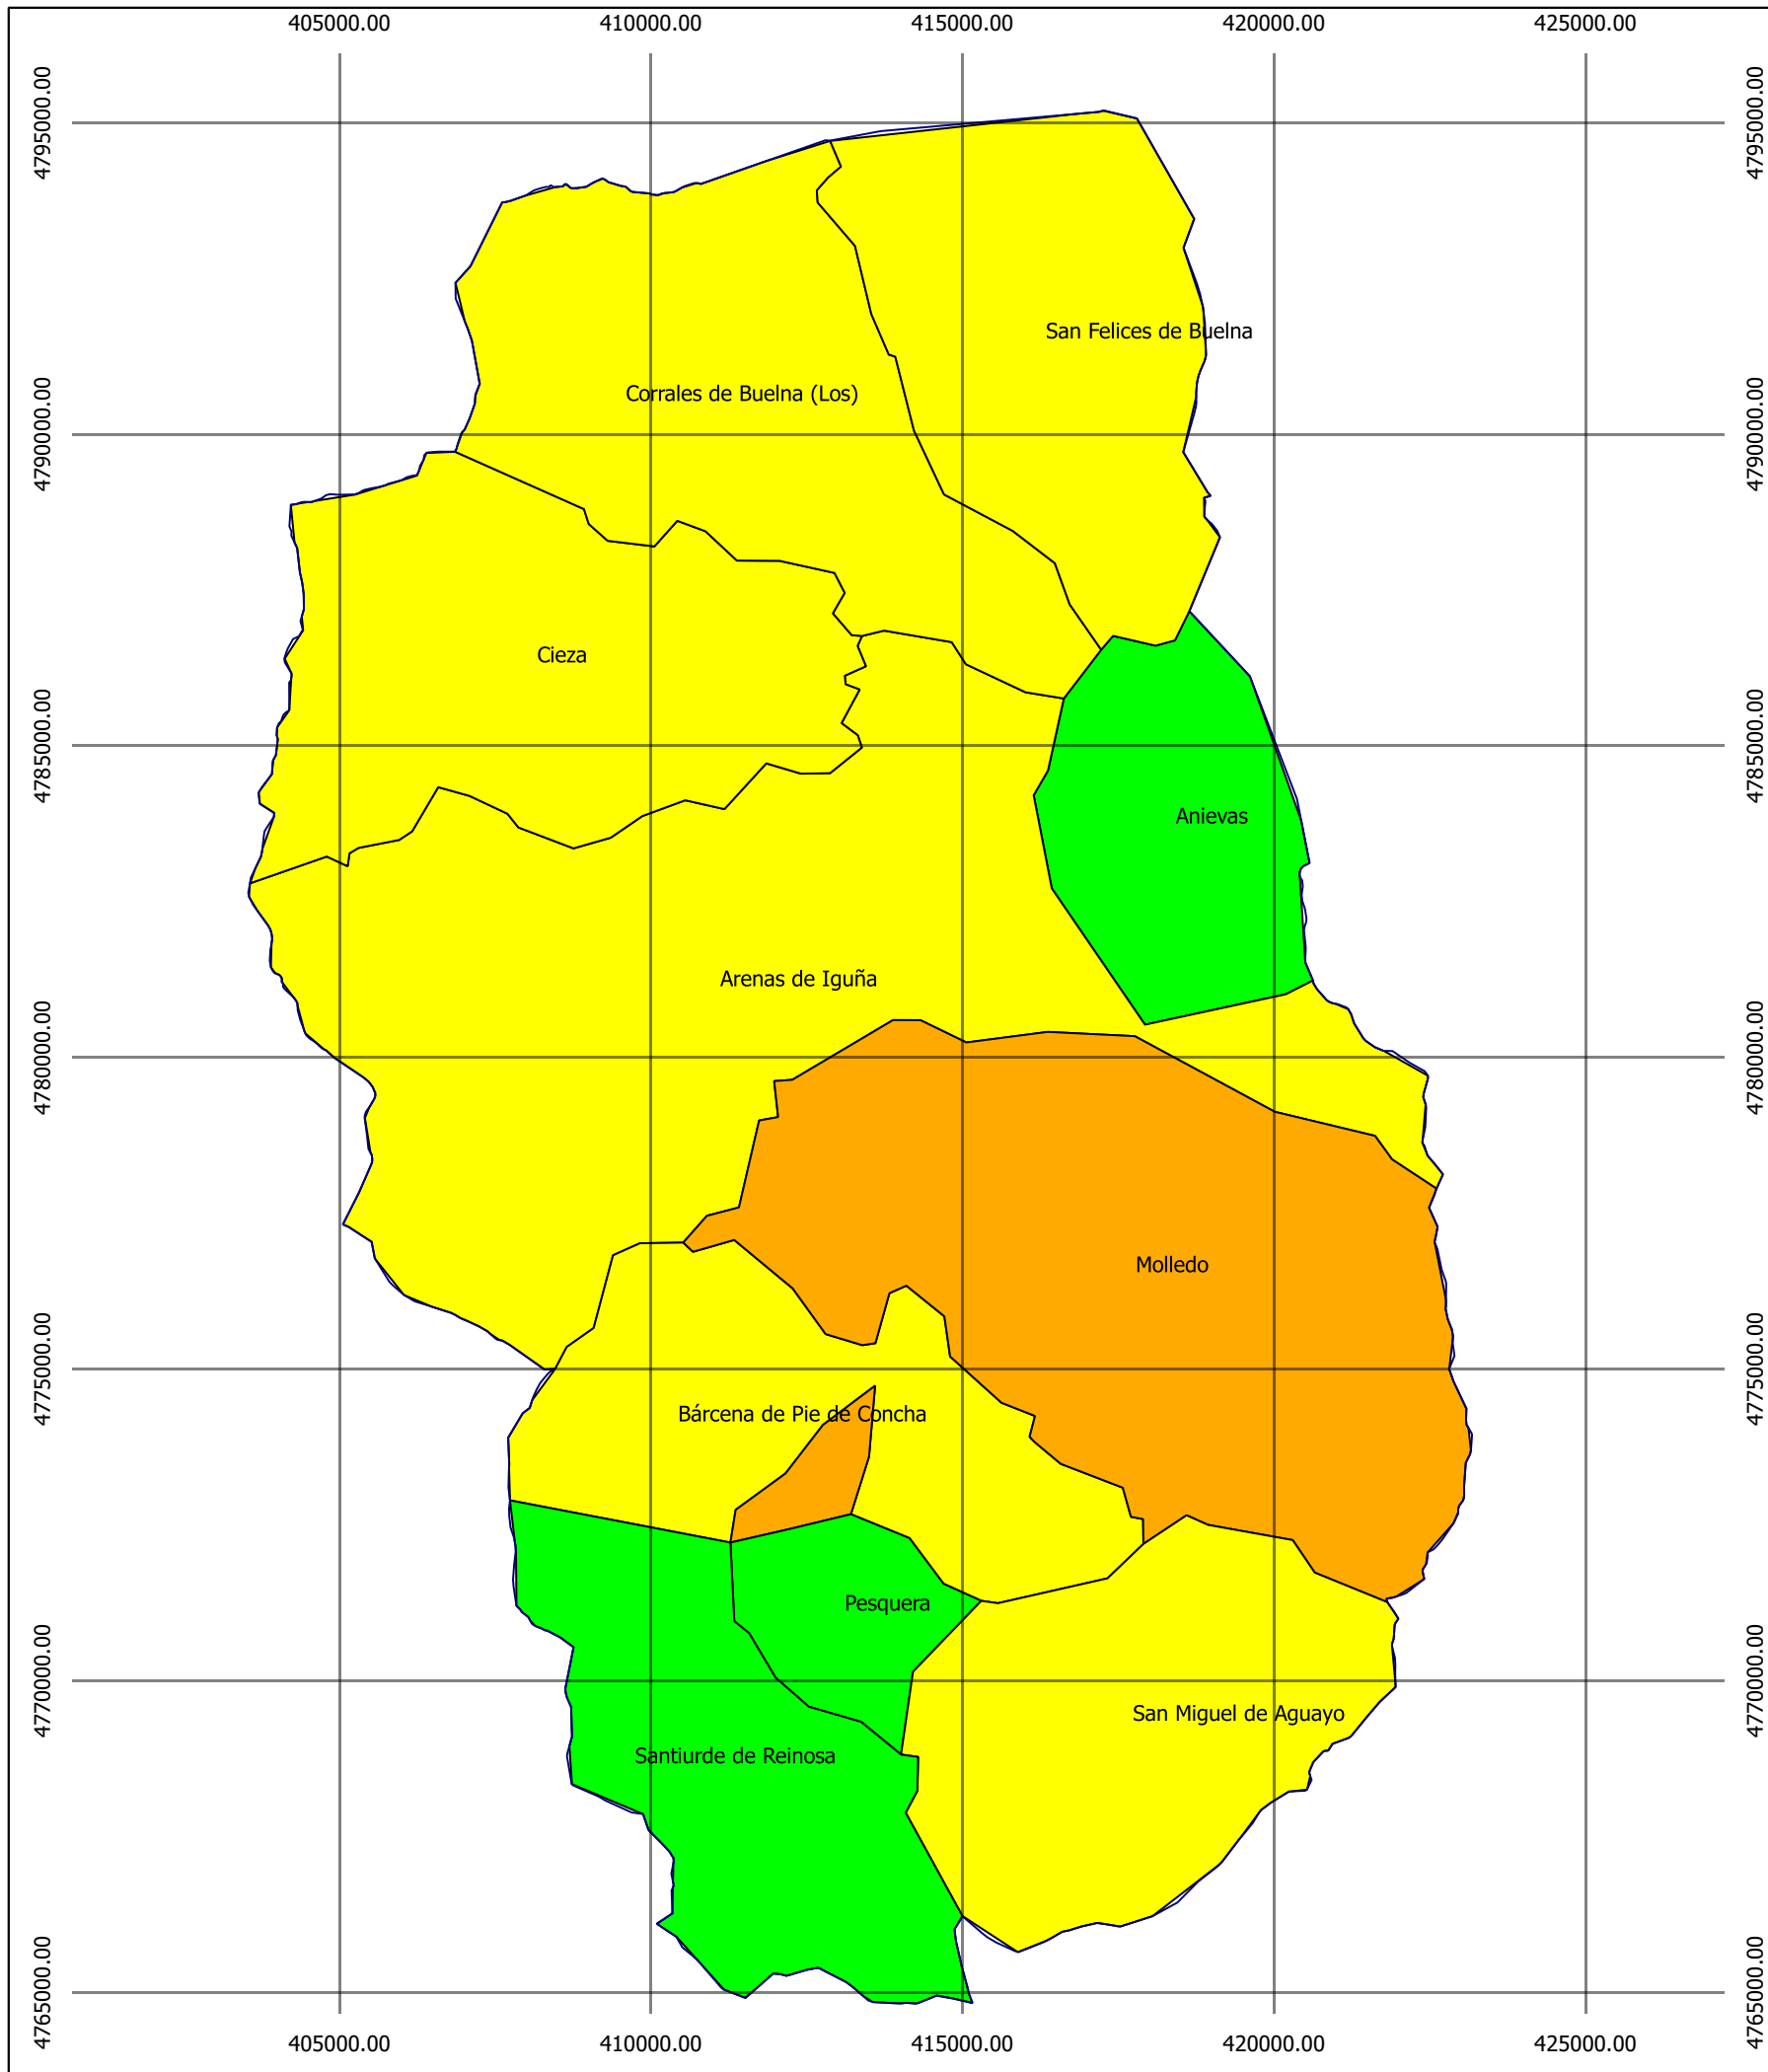 405000.00 410000.00 415000.00 420000.00 425000.00
4795000.00 4795000.00
San Felices de Buelna
Corrales de Buelna (Los)
4790000.00 4790000.00
Cieza
4785000.00 4785000.00
Anievas
Arenas de Iguña
4780000.00 4780000.00
Molledo
4775000.00 4775000.00
Bárcena de Pie de Concha
Pesquera
4770000.00 4770000.00
San Miguel de Aguayo
Santiurde de Reinosa
4765000.00 4765000.00
405000.00 410000.00 415000.00 420000.00 425000.00